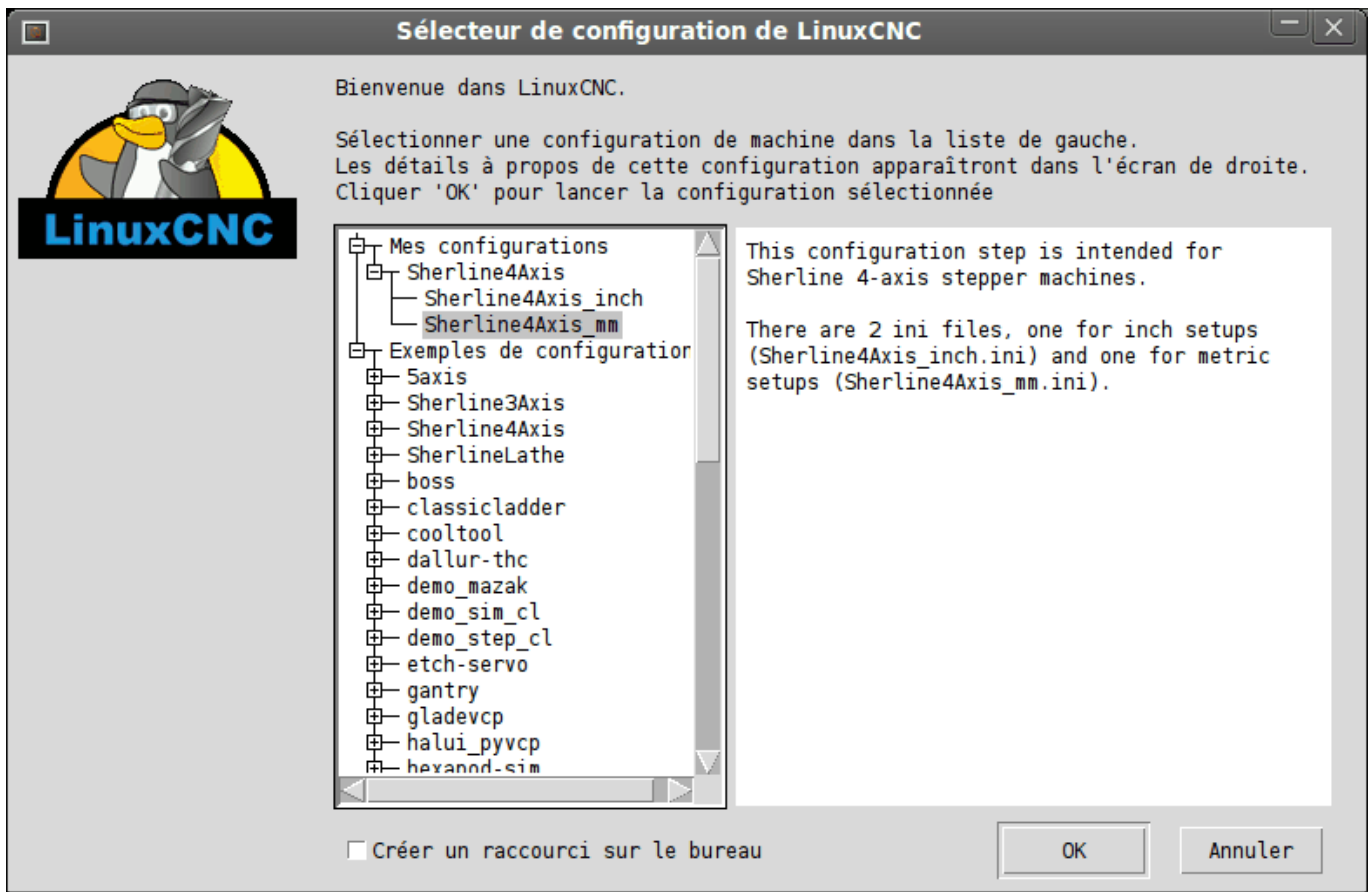 Sélecteur de configuration de LinuxCNC
LinuxCNC
Bienvenue dans LinuxCNC.
Sélectionner une configuration de machine dans la liste de gauche.
Les détails à propos de cette configuration apparaîtront dans l'écran de droite.
Cliquer 'OK' pour lancer la configuration sélectionnée
Mes configurations
Sherline4Axis
Sherline4Axis_inch
Sherline4Axis_mm
Exemples de configuration
5axis
Sherline3Axis
Sherline4Axis
SherlineLathe
boss
classicladder
cooltool
dallur-thc
demo_mazak
demo_sim_cl
demo_step_cl
etch-servo
gantry
gladevcp
halui_pyvcp
hexapod-sim
This configuration step is intended for
Sherline 4-axis stepper machines.
There are 2 ini files, one for inch setups
(Sherline4Axis_inch.ini) and one for metric
setups (Sherline4Axis_mm.ini).
Créer un raccourci sur le bureau
OK
Annuler